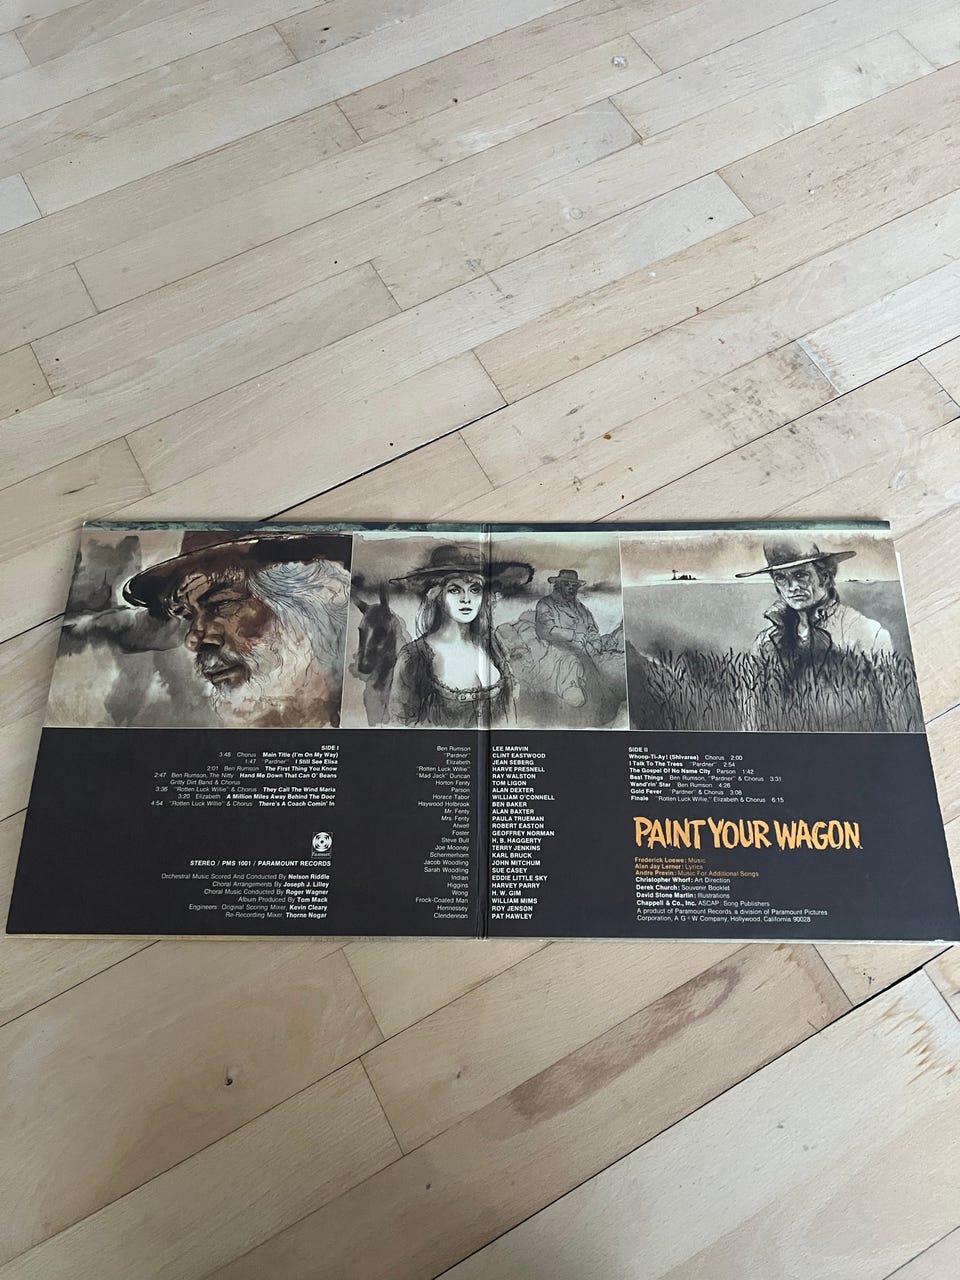 SIDE I
3:48 Chorus Main Title (I'm On My Way)
1:47 "Pardner" I Still See Elisa
2:01 Ben Rumson The First Thing You Know
2:47 Ben Rumson, The Nitty Hand Me Down That Can O' Beans
Gritty Dirt Band & Chorus
3:36 "Rotten Luck Willie" & Chorus They Call The Wind Maria
3:20 Elizabeth A Million Miles Away Behind The Door
4:54 "Rotten Luck Willie" & Chorus There's A Coach Comin' In
STEREO / PMS 1001 / PARAMOUNT RECORDS
Orchestral Music Scored And Conducted By Nelson Riddle
Choral Arrangements By Joseph J. Lilley
Choral Music Conducted By Roger Wagner
Album Produced By Tom Mack
Engineers: Original Scoring Mixer, Kevin Cleary
Re-Recording Mixer, Thorne Nogar
Ben Rumson LEE MARVIN
"Pardner" CLINT EASTWOOD
Elizabeth JEAN SEBERG
"Rotten Luck Willie" HARVE PRESNELL
"Mad Jack" Duncan RAY WALSTON
Horton Fenty TOM LIGON
Parson ALAN DEXTER
Horace Tabor WILLIAM O'CONNELL
Haywood Holbrook BEN BAKER
Mr. Fenty ALAN BAXTER
Mrs. Fenty PAULA TRUEMAN
Atwell ROBERT EASTON
Foster GEOFFREY NORMAN
Steve Bull H. B. HAGGERTY
Joe Mooney TERRY JENKINS
Schermerhorn KARL BRUCK
Jacob Woodling JOHN MITCHUM
Sarah Woodling SUE CASEY
Indian EDDIE LITTLE SKY
Higgins HARVEY PARRY
Wong H. W. GIM
Frock-Coated Man WILLIAM MIMS
Hennessey ROY JENSON
Clendennon PAT HAWLEY
SIDE II
Whoop-Ti-Ay! (Shivaree) Chorus 2:00
I Talk To The Trees "Pardner" 2:54
The Gospel Of No Name City Parson 1:42
Best Things Ben Rumson, "Pardner" & Chorus 3:31
Wand'rin' Star Ben Rumson 4:26
Gold Fever "Pardner" & Chorus 3:08
Finale "Rotten Luck Willie," Elizabeth & Chorus 6:15
PAINT YOUR WAGON
Frederick Loewe: Music
Alan Jay Lerner: Lyrics
Andre Previn: Music For Additional Songs
Christopher Whorf: Art Direction
Derek Church: Souvenir Booklet
David Stone Martin: Illustrations
Chappell & Co., Inc. ASCAP: Song Publishers
A product of Paramount Records, a division of Paramount Pictures
Corporation, A G+W Company, Hollywood, California 90028